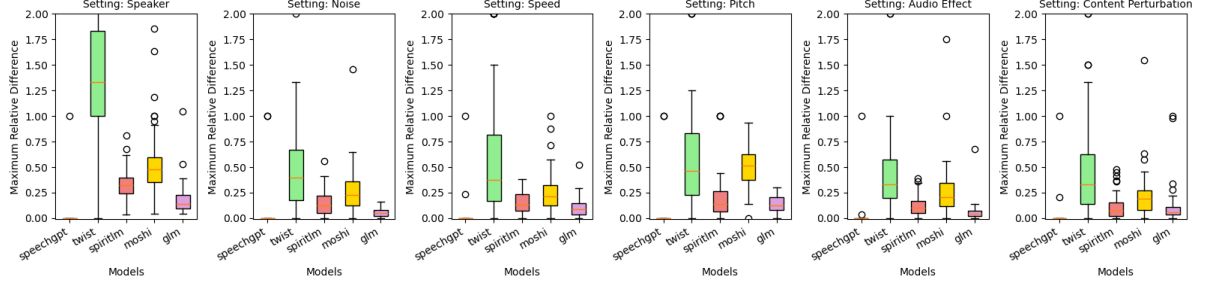 Setting: Speaker
Maximum Relative Difference
2.00
1.75
1.50
1.25
1.00
0.75
0.50
0.25
0.00
speechgpt
twist
spiritlm
moshi
glm
Models
Setting: Noise
Maximum Relative Difference
2.00
1.75
1.50
1.25
1.00
0.75
0.50
0.25
0.00
speechgpt
twist
spiritlm
moshi
glm
Models
Setting: Speed
Maximum Relative Difference
2.00
1.75
1.50
1.25
1.00
0.75
0.50
0.25
0.00
speechgpt
twist
spiritlm
moshi
glm
Models
Setting: Pitch
Maximum Relative Difference
2.00
1.75
1.50
1.25
1.00
0.75
0.50
0.25
0.00
speechgpt
twist
spiritlm
moshi
glm
Models
Setting: Audio Effect
Maximum Relative Difference
2.00
1.75
1.50
1.25
1.00
0.75
0.50
0.25
0.00
speechgpt
twist
spiritlm
moshi
glm
Models
Setting: Content Perturbation
Maximum Relative Difference
2.00
1.75
1.50
1.25
1.00
0.75
0.50
0.25
0.00
speechgpt
twist
spiritlm
moshi
glm
Models